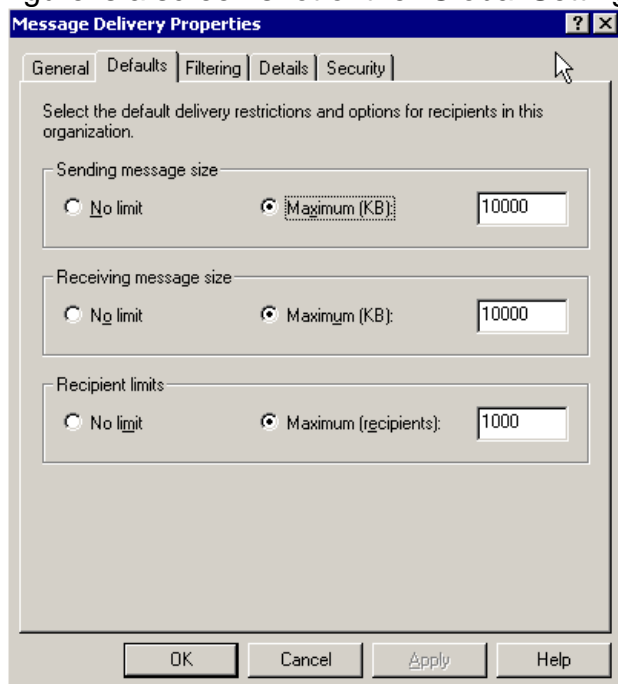 Message Delivery Properties
General Defaults Filtering Details Security
Select the default delivery restrictions and options for recipients in this
organization.
Sending message size
No limit Maximum (KB): 10000
Receiving message size
No limit Maximum (KB): 10000
Recipient limits
No limit Maximum (recipients): 1000
OK Cancel Apply Help